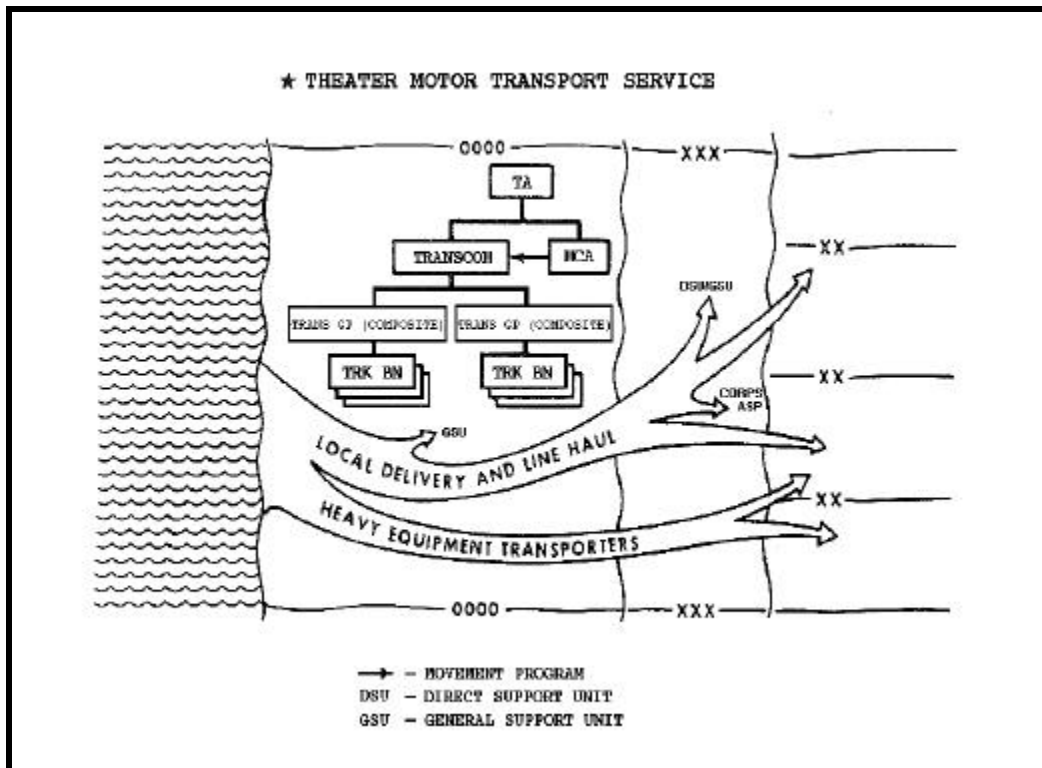 ★ THEATER MOTOR TRANSPORT SERVICE
OOOO
XXX
TA
TRANSCOM
MCA
XX
DSU/GSU
TRANS GP (COMPOSITE)
TRANS GP (COMPOSITE)
TRK BN
TRK BN
XX
CORPS
ASP
GSU
LOCAL DELIVERY AND LINE HAUL
XX
HEAVY EQUIPMENT TRANSPORTERS
OOOO
XXX
– MOVEMENT PROGRAM
DSU – DIRECT SUPPORT UNIT
GSU – GENERAL SUPPORT UNIT